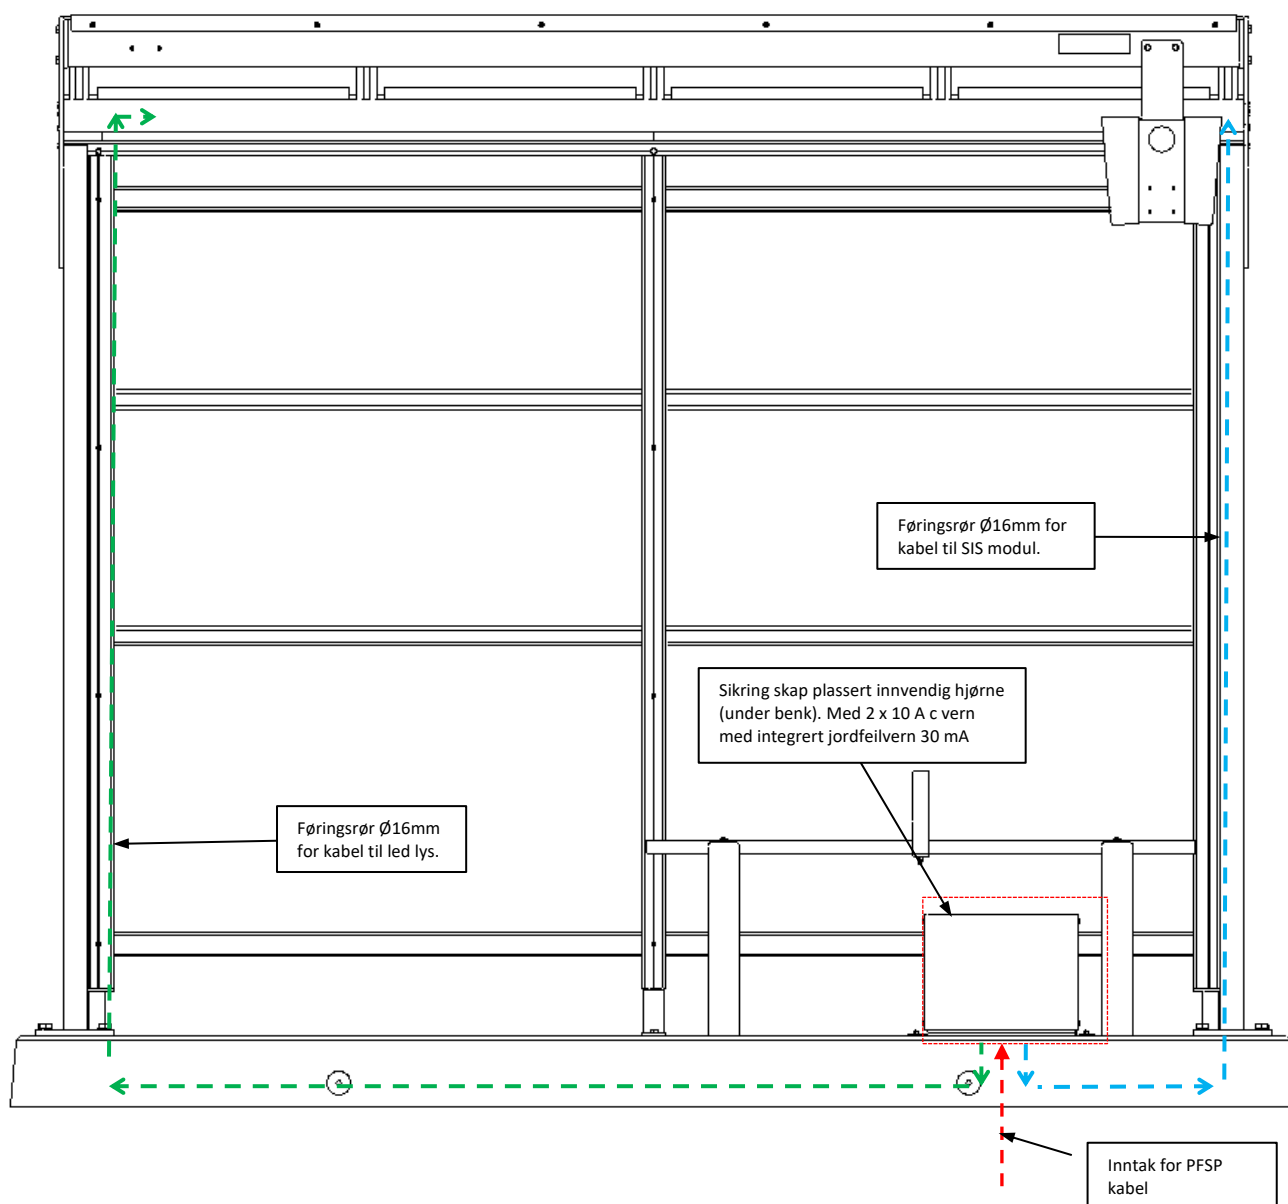 Føringsrør Ø16mm for
kabel til SIS modul.
Sikring skap plassert innvendig hjørne
(under benk). Med 2 x 10 A c vern
med integrert jordfeilvern 30 mA
Føringsrør Ø16mm
for kabel til led lys.
Inntak for PFSP
kabel